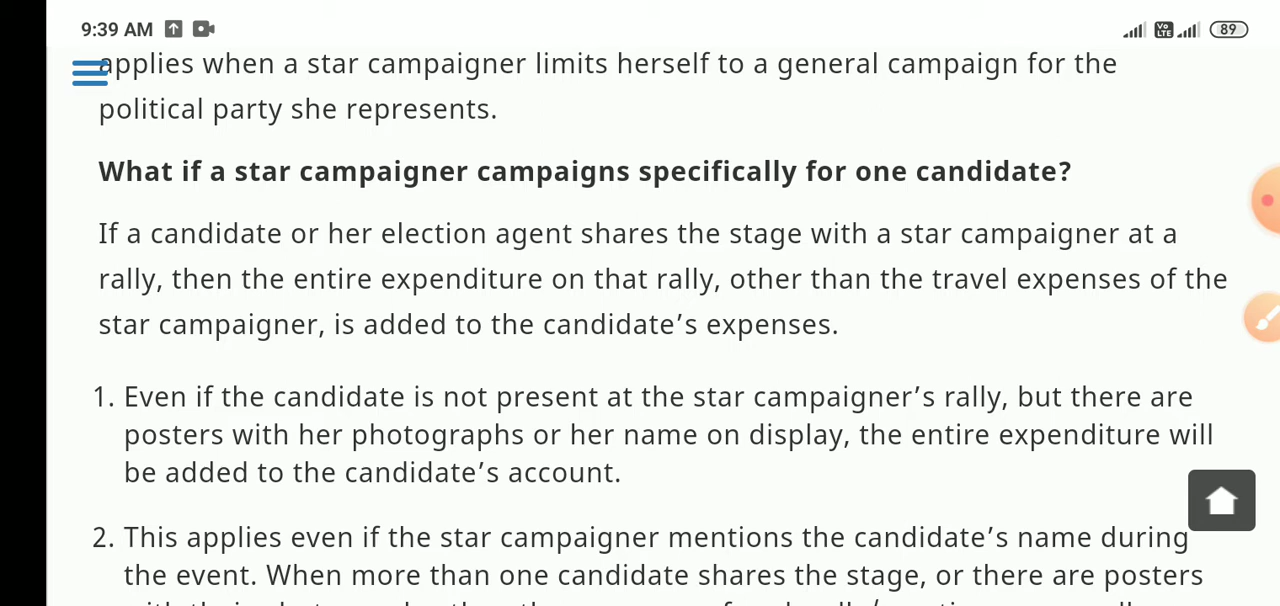 9:39 AM
Vo LTE
89
applies when a star campaigner limits herself to a general campaign for the
political party she represents.
What if a star campaigner campaigns specifically for one candidate?
If a candidate or her election agent shares the stage with a star campaigner at a
rally, then the entire expenditure on that rally, other than the travel expenses of the
star campaigner, is added to the candidate’s expenses.
1. Even if the candidate is not present at the star campaigner’s rally, but there are
posters with her photographs or her name on display, the entire expenditure will
be added to the candidate’s account.
2. This applies even if the star campaigner mentions the candidate’s name during
the event. When more than one candidate shares the stage, or there are posters